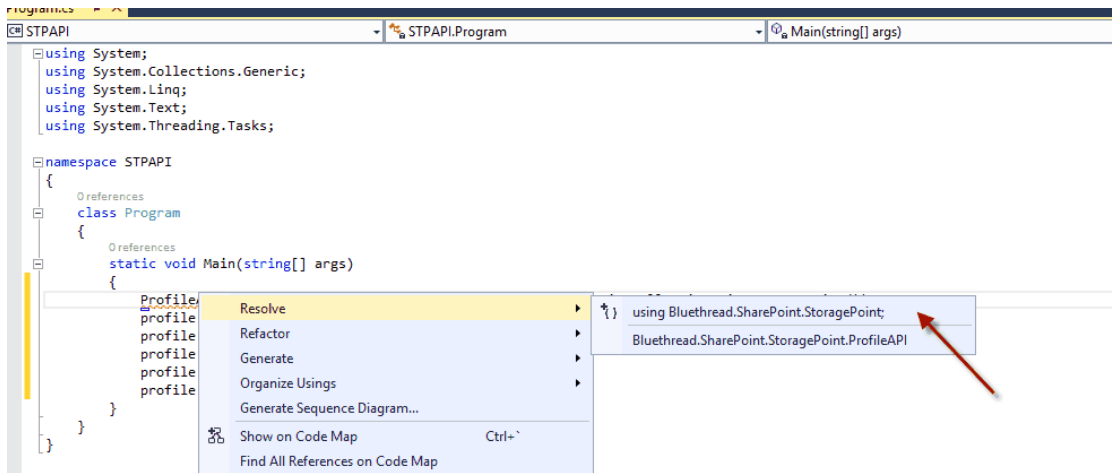 Program.cs
STPAPI STPAPI.Program Main(string[] args)
using System;
using System.Collections.Generic;
using System.Linq;
using System.Text;
using System.Threading.Tasks;
namespace STPAPI
{
0 references
class Program
{
0 references
static void Main(string[] args)
{
Profile
profile
profile
profile
profile
profile
}
}
}
Resolve
Refactor
Generate
Organize Usings
Generate Sequence Diagram...
Show on Code Map Ctrl+`
Find All References on Code Map
using Bluethread.SharePoint.StoragePoint;
Bluethread.SharePoint.StoragePoint.ProfileAPI